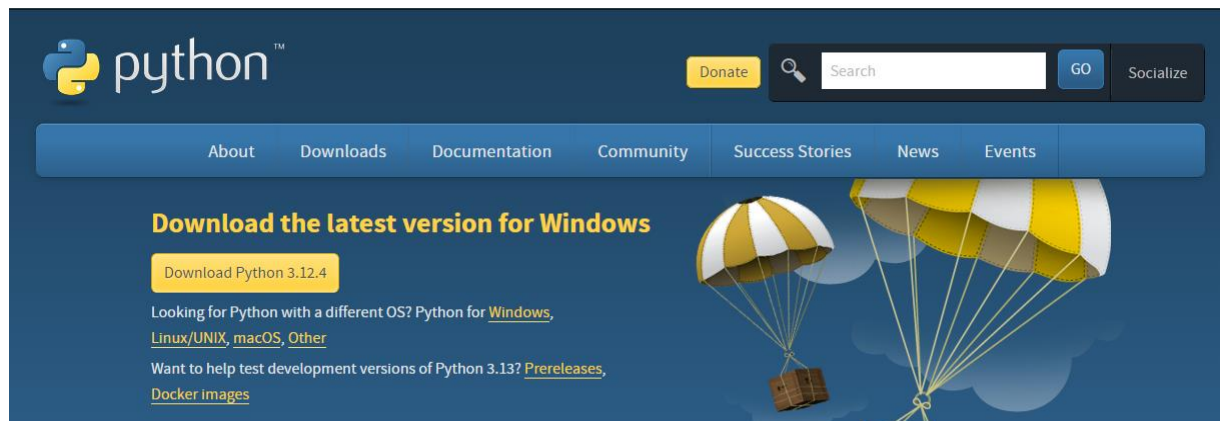 python™
Donate
Search
GO
Socialize
About Downloads Documentation Community Success Stories News Events
Download the latest version for Windows
Download Python 3.12.4
Looking for Python with a different OS? Python for Windows,
Linux/UNIX, macOS, Other
Want to help test development versions of Python 3.13? Prereleases,
Docker images